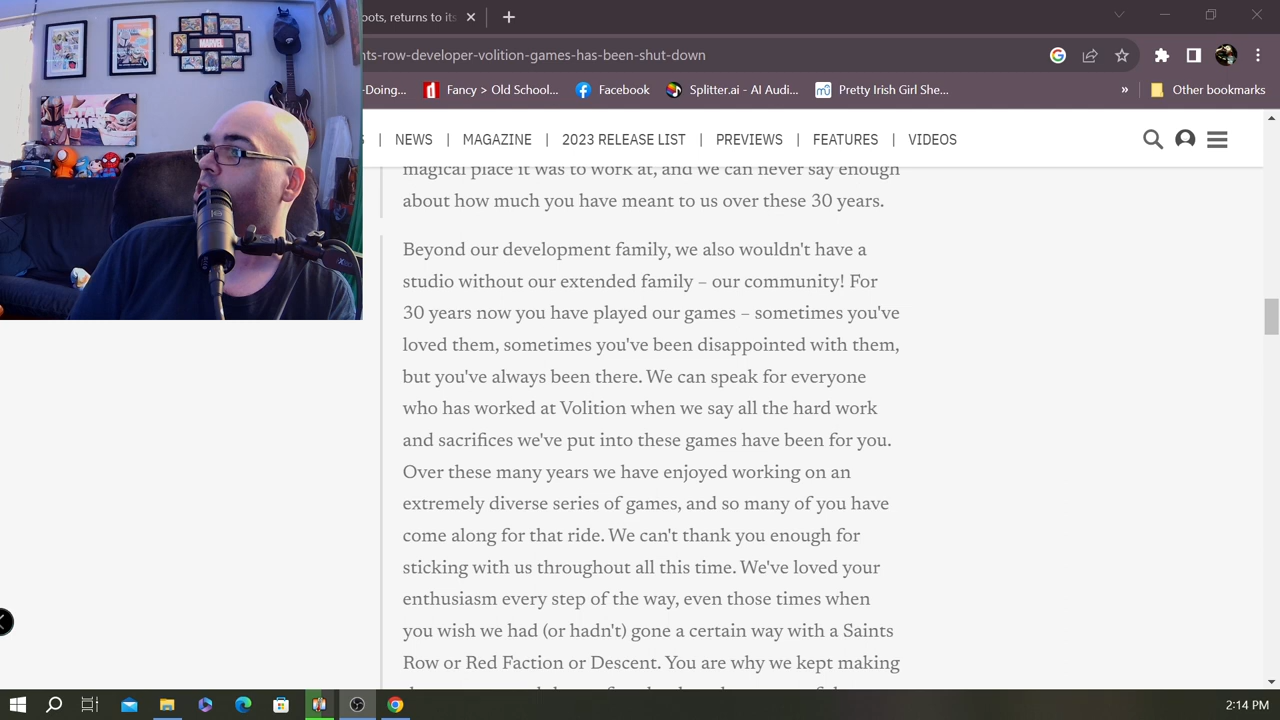 oots, returns to its
nts-row-developer-volition-games-has-been-shut-down
-Doing...
Fancy > Old School...
Facebook
Splitter.ai - AI Audi...
Pretty Irish Girl She...
»
Other bookmarks
NEWS | MAGAZINE | 2023 RELEASE LIST | PREVIEWS | FEATURES | VIDEOS
MARVEL
STAR
WARS
magical place it was to work at, and we can never say enough
about how much you have meant to us over these 30 years.
Beyond our development family, we also wouldn't have a
studio without our extended family – our community! For
30 years now you have played our games – sometimes you've
loved them, sometimes you've been disappointed with them,
but you've always been there. We can speak for everyone
who has worked at Volition when we say all the hard work
and sacrifices we've put into these games have been for you.
Over these many years we have enjoyed working on an
extremely diverse series of games, and so many of you have
come along for that ride. We can't thank you enough for
sticking with us throughout all this time. We've loved your
enthusiasm every step of the way, even those times when
you wish we had (or hadn't) gone a certain way with a Saints
Row or Red Faction or Descent. You are why we kept making
2:14 PM